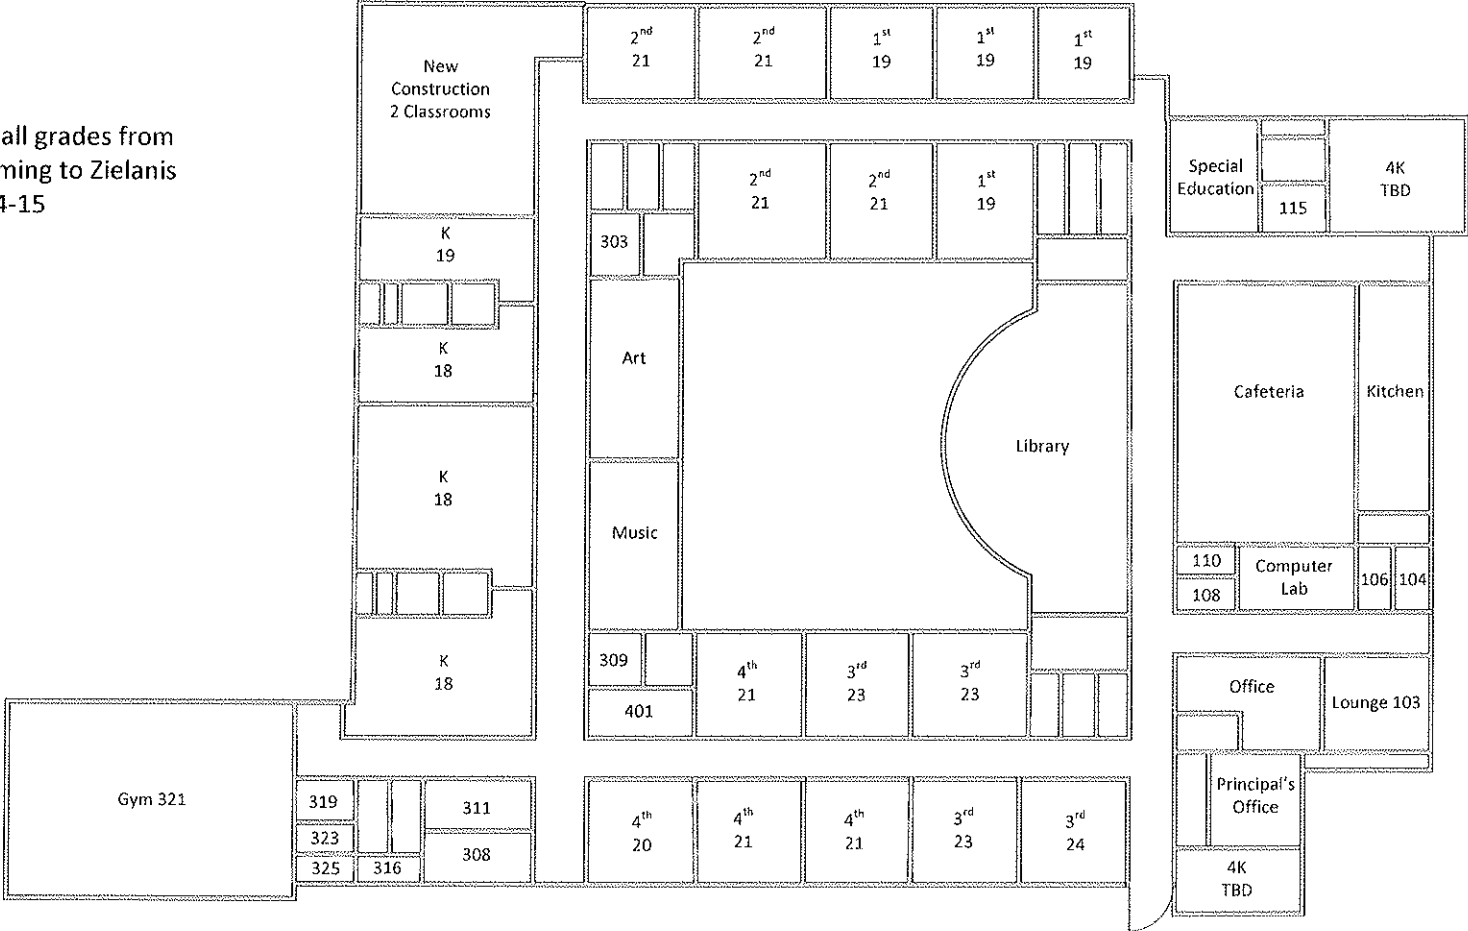 all grades from
ming to Zielanis
4-15
New
Construction
2 Classrooms
2nd
21
2nd
21
1st
19
1st
19
1st
19
K
19
303
2nd
21
2nd
21
1st
19
Special
Education
115
4K
TBD
K
18
Art
Library
Cafeteria
Kitchen
K
18
Music
110
108
Computer
Lab
106
104
K
18
309
401
4th
21
3rd
23
3rd
23
Office
Lounge 103
Gym 321
319
323
325
316
311
308
4th
20
4th
21
4th
21
3rd
23
3rd
24
Principal's
Office
4K
TBD